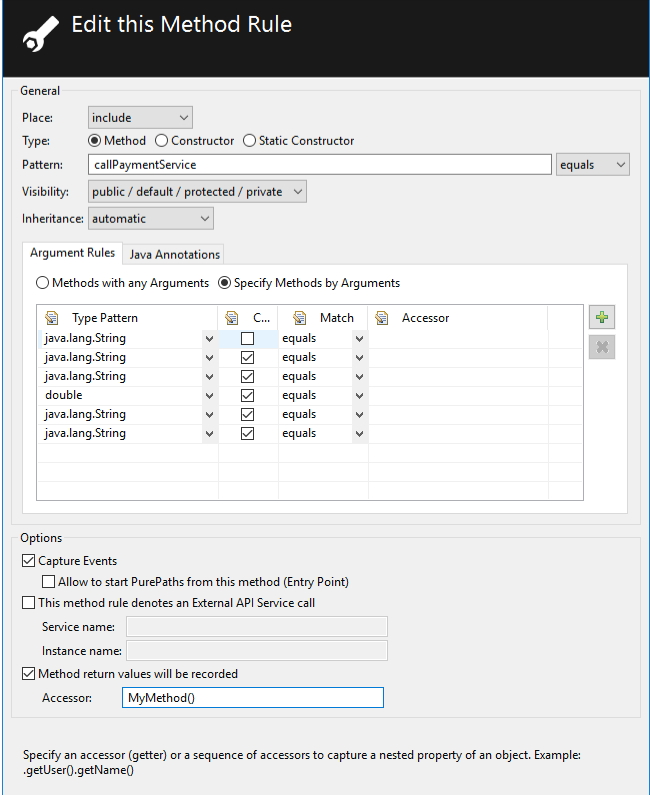 Edit this Method Rule
General
Place: include
Type: Method Constructor Static Constructor
Pattern: callPaymentService equals
Visibility: public / default / protected / private
Inheritance: automatic
Argument Rules Java Annotations
Methods with any Arguments Specify Methods by Arguments
Type Pattern C... Match Accessor
java.lang.String equals
java.lang.String equals
java.lang.String equals
double equals
java.lang.String equals
java.lang.String equals
Options
Capture Events
Allow to start PurePaths from this method (Entry Point)
This method rule denotes an External API Service call
Service name:
Instance name:
Method return values will be recorded
Accessor: MyMethod()
Specify an accessor (getter) or a sequence of accessors to capture a nested property of an object. Example:
.getUser().getName()